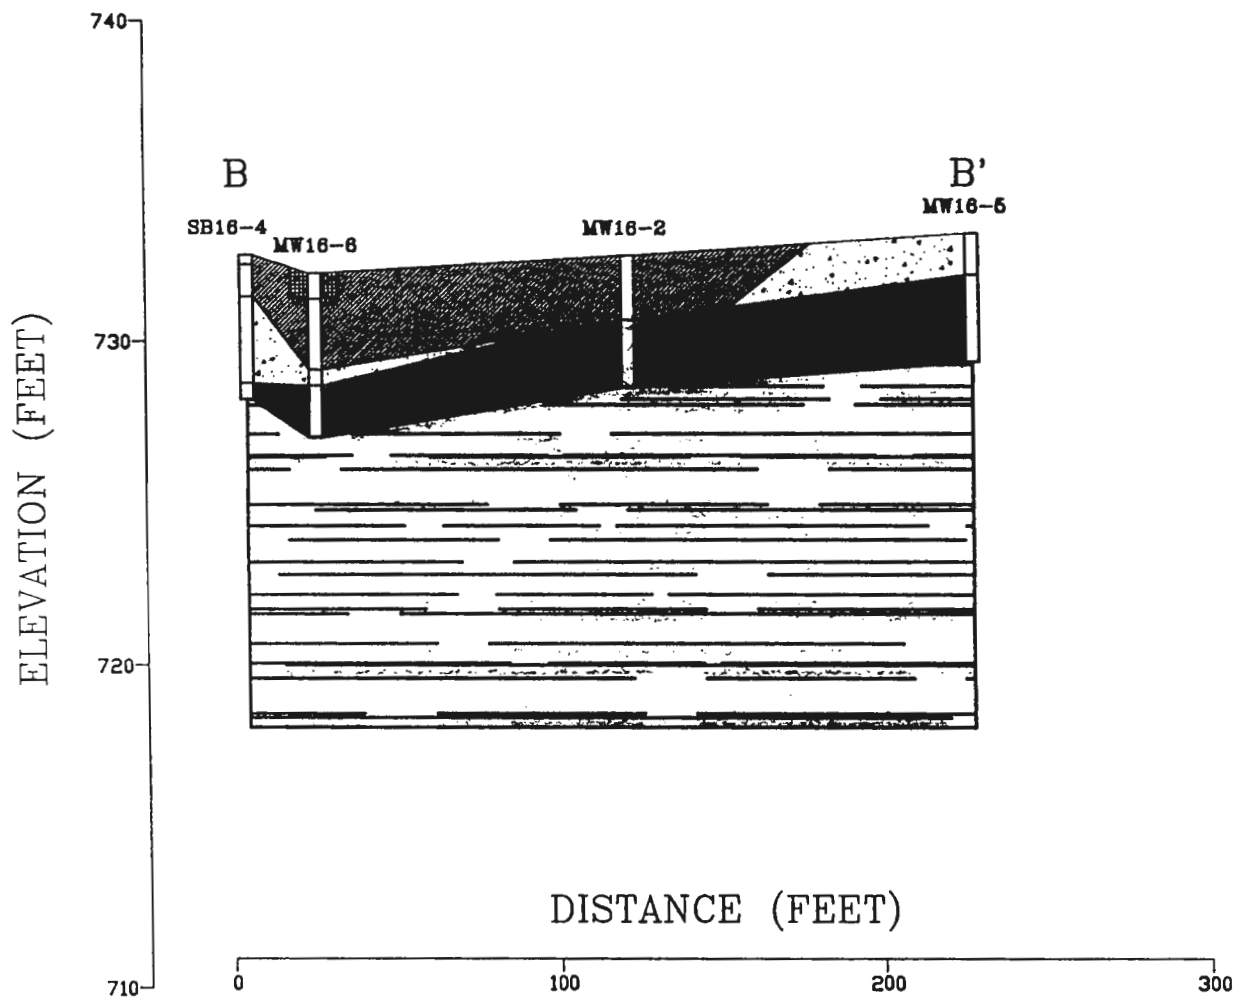 740
B B'
SB16-4 MW16-6 MW16-2 MW16-5
730
ELEVATION (FEET)
720
DISTANCE (FEET)
710
0 100 200 300